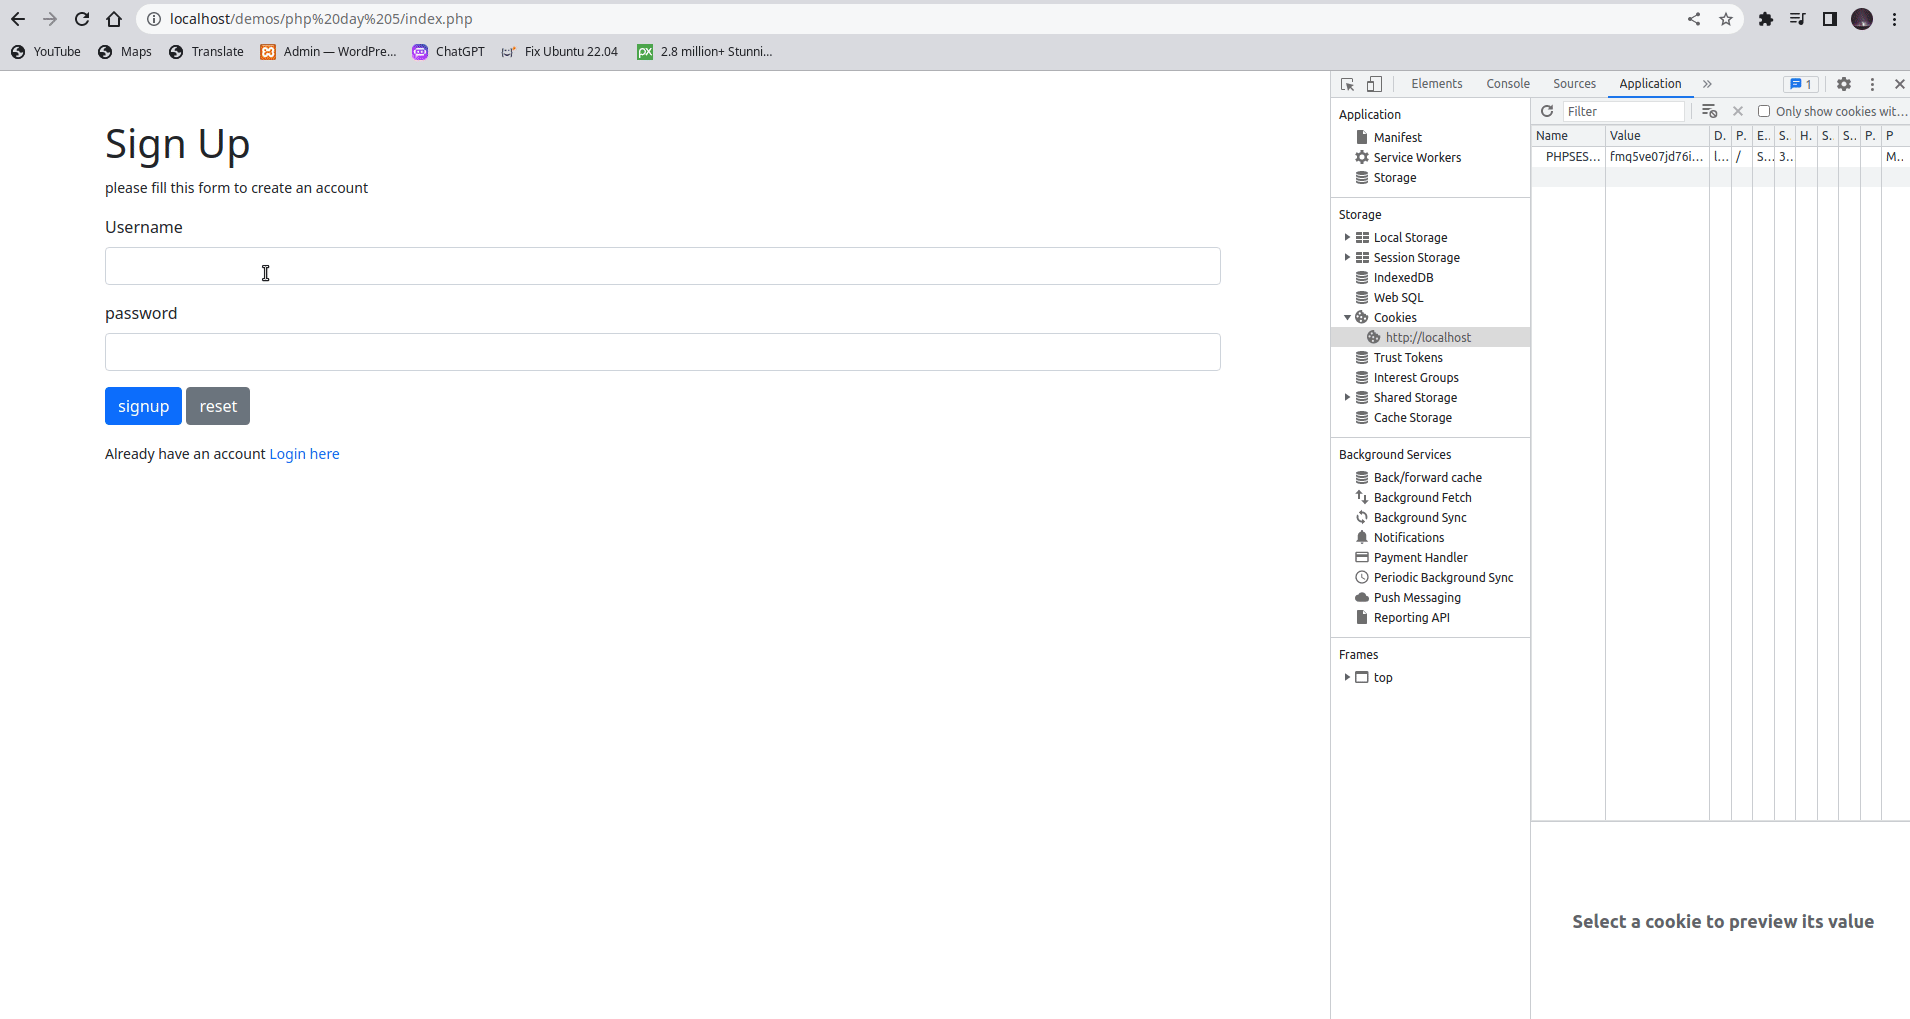 localhost/demos/php%20day%205/index.php
YouTube Maps Translate Admin — WordPre... ChatGPT Fix Ubuntu 22.04 2.8 million+ Stunni...
Sign Up
please fill this form to create an account
Username
password
signup reset
Already have an account Login here
Elements Console Sources Application » 1
Application
Manifest
Service Workers
Storage
Storage
Local Storage
Session Storage
IndexedDB
Web SQL
Cookies
http://localhost
Trust Tokens
Interest Groups
Shared Storage
Cache Storage
Background Services
Back/forward cache
Background Fetch
Background Sync
Notifications
Payment Handler
Periodic Background Sync
Push Messaging
Reporting API
Frames
top
Filter Only show cookies wit...
Name Value D. P. E.. S. H. S. S.. P. P
PHPSES... fmq5ve07jd76i... l... / S... 3.. M..
Select a cookie to preview its value